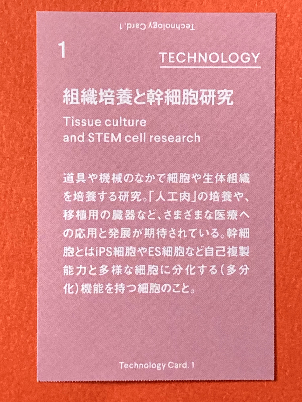 Technology Card. 1
1
TECHNOLOGY
組織培養と幹細胞研究
Tissue culture
and STEM cell research
道具や機械のなかで細胞や生体組織
を培養する研究。「人工肉」の培養や、
移植用の臓器など、さまざまな医療へ
の応用と発展が期待されている。幹細
胞とはiPS細胞やES細胞など自己複製
能力と多様な細胞に分化する（多分
化）機能を持つ細胞のこと。
Technology Card. 1